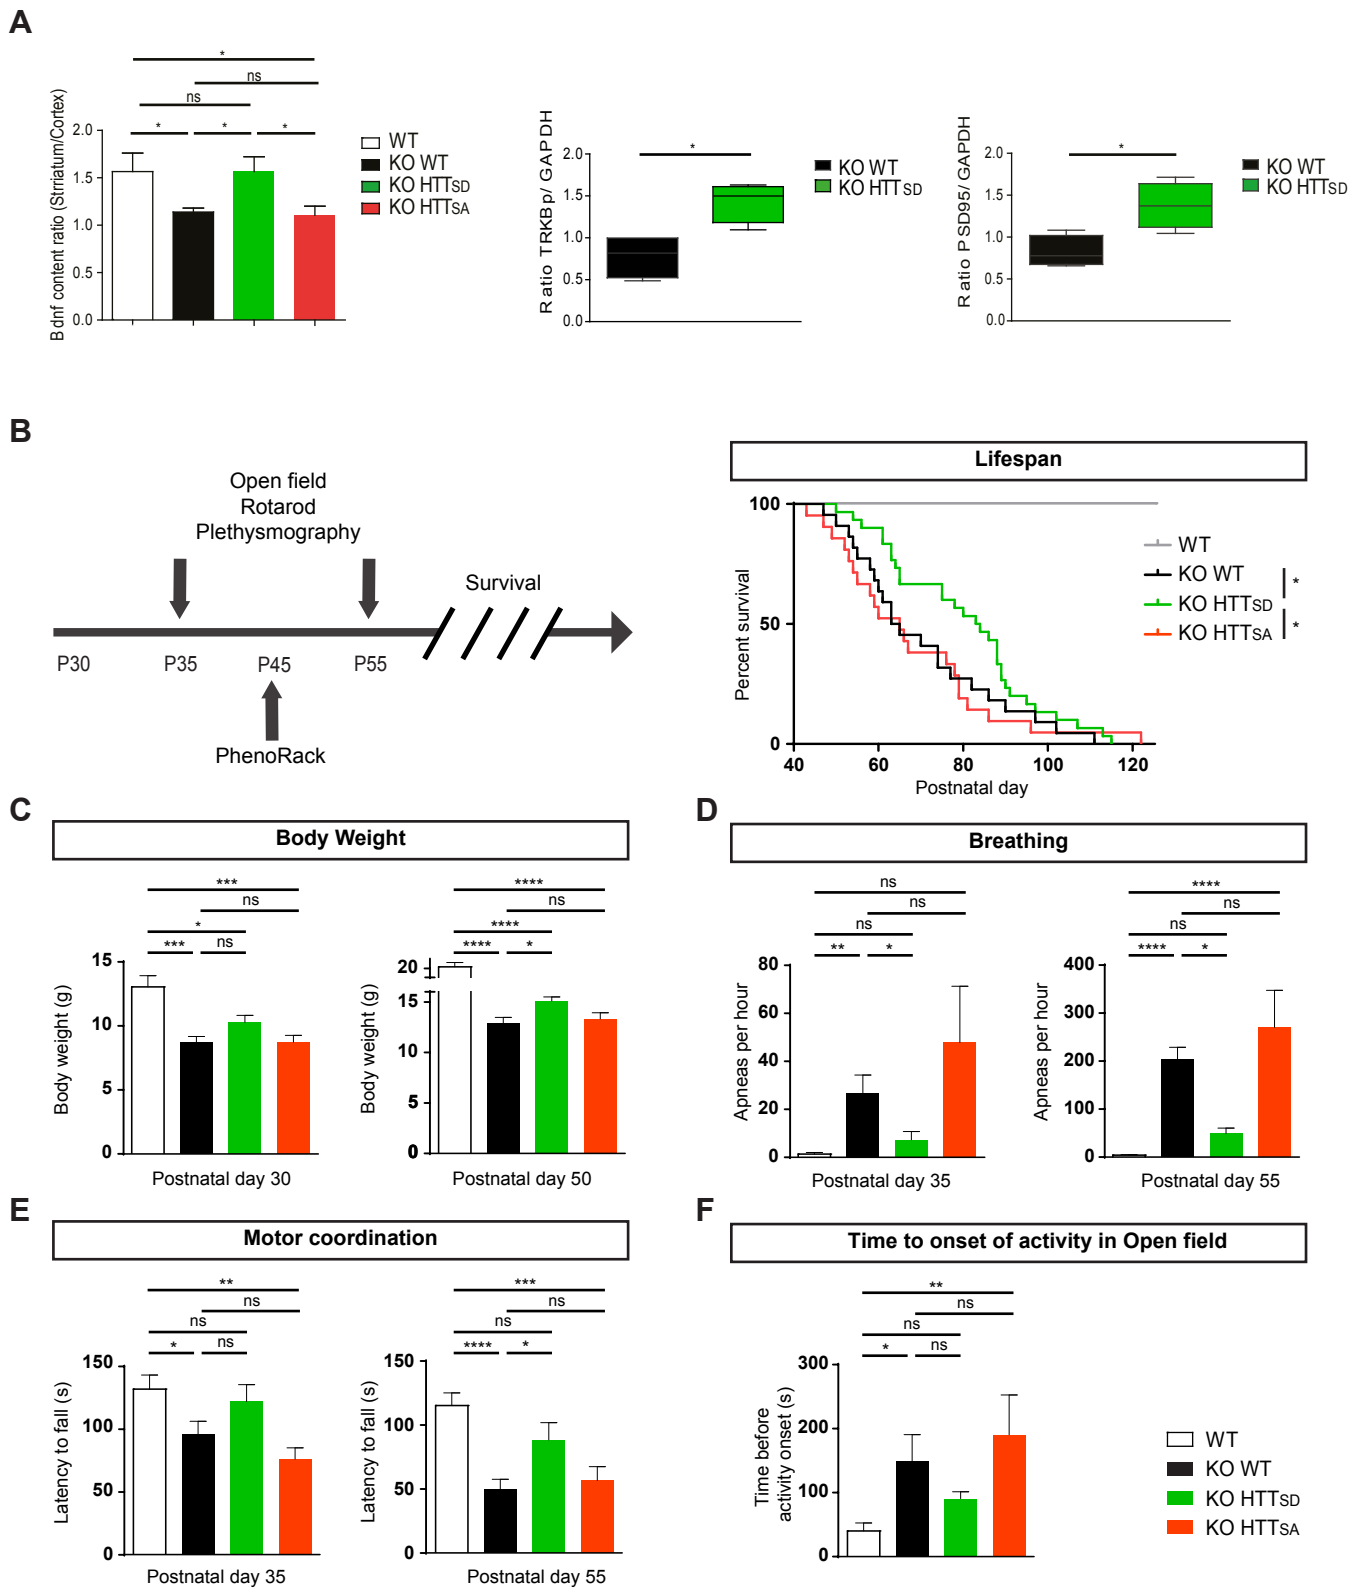 A
*
ns
ns
* * *
Bdnf content ratio (Strriatum/Cortex)
2.0
1.5
1.0
0.5
0.0
WT
KO WT
KO HTTSD
KO HTTSA
*
Ratio TRKBp/ GAPDH
2.0
1.5
1.0
0.5
0.0
KO WT
KO HTTSD
*
Ratio PSD95/ GAPDH
2.0
1.5
1.0
0.5
0.0
KO WT
KO HTTSD
B
Open field
Rotarod
Plethysmography
Survival
P30 P35 P45 P55
PhenoRack
Lifespan
Percent survival
100
50
0
40 60 80 100 120
Postnatal day
WT
KO WT
KO HTTSD
KO HTTSA
*
*
C
Body Weight
***
ns
*
*** ns
Body weight (g)
15
10
5
0
Postnatal day 30
****
ns
****
**** *
Body weight (g)
20
15
10
5
0
Postnatal day 50
D
Breathing
ns
ns
ns
** *
Apneas per hour
80
60
40
20
0
Postnatal day 35
****
ns
ns
**** *
Apneas per hour
400
300
200
100
0
Postnatal day 55
E
Motor coordination
**
ns
ns
* ns
Latency to fall (s)
150
100
50
0
Postnatal day 35
***
ns
ns
**** *
Latency to fall (s)
150
100
50
0
Postnatal day 55
F
Time to onset of activity in Open field
**
ns
ns
* ns
Time before
activity onset (s)
300
200
100
0
WT
KO WT
KO HTTSD
KO HTTSA